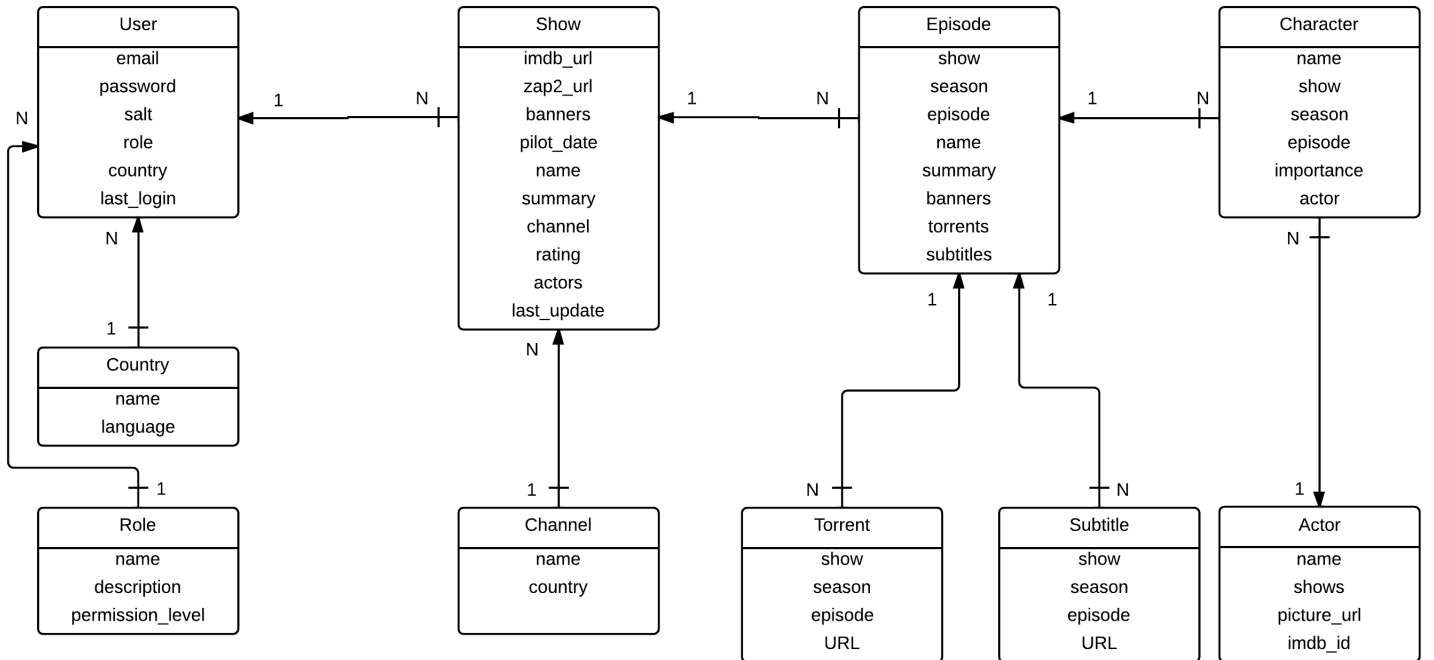 User
email
password
salt
role
country
last_login
N
1
N
Show
imdb_url
zap2_url
banners
pilot_date
name
summary
channel
rating
actors
last_update
1
N
Episode
show
season
episode
name
summary
banners
torrents
subtitles
1
N
Character
name
show
season
episode
importance
actor
N
1
Country
name
language
1
Role
name
description
permission_level
N
1
Channel
name
country
1
1
N
Torrent
show
season
episode
URL
N
Subtitle
show
season
episode
URL
N
1
Actor
name
shows
picture_url
imdb_id